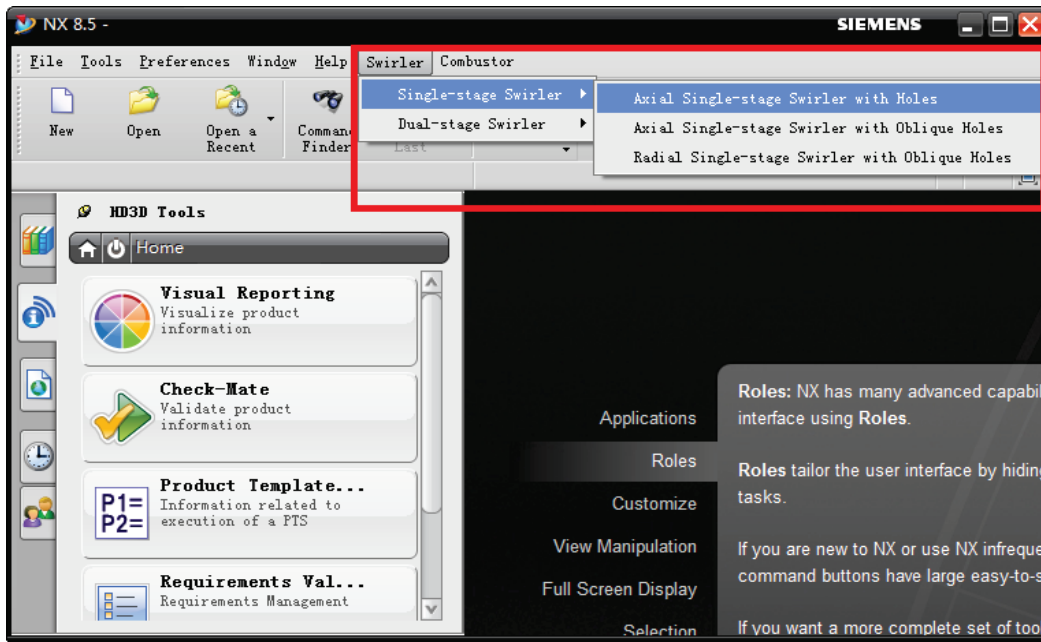 NX 8.5 -
SIEMENS
File Tools Preferences Window Help Swirler Combustor
New
Open
Open a
Recent
Command
Finder
Last
Single-stage Swirler
Dual-stage Swirler
Axial Single-stage Swirler with Holes
Axial Single-stage Swirler with Oblique Holes
Radial Single-stage Swirler with Oblique Holes
HD3D Tools
Home
Visual Reporting
Visualize product
information
Check-Mate
Validate product
information
P1=
P2=
Product Template...
Information related to
execution of a PTS
Requirements Val...
Requirements Management
Applications
Roles
Customize
View Manipulation
Full Screen Display
Selection
Roles: NX has many advanced capabil
interface using Roles.
Roles tailor the user interface by hiding
tasks.
If you are new to NX or use NX infreque
command buttons have large easy-to-s
If you want a more complete set of too